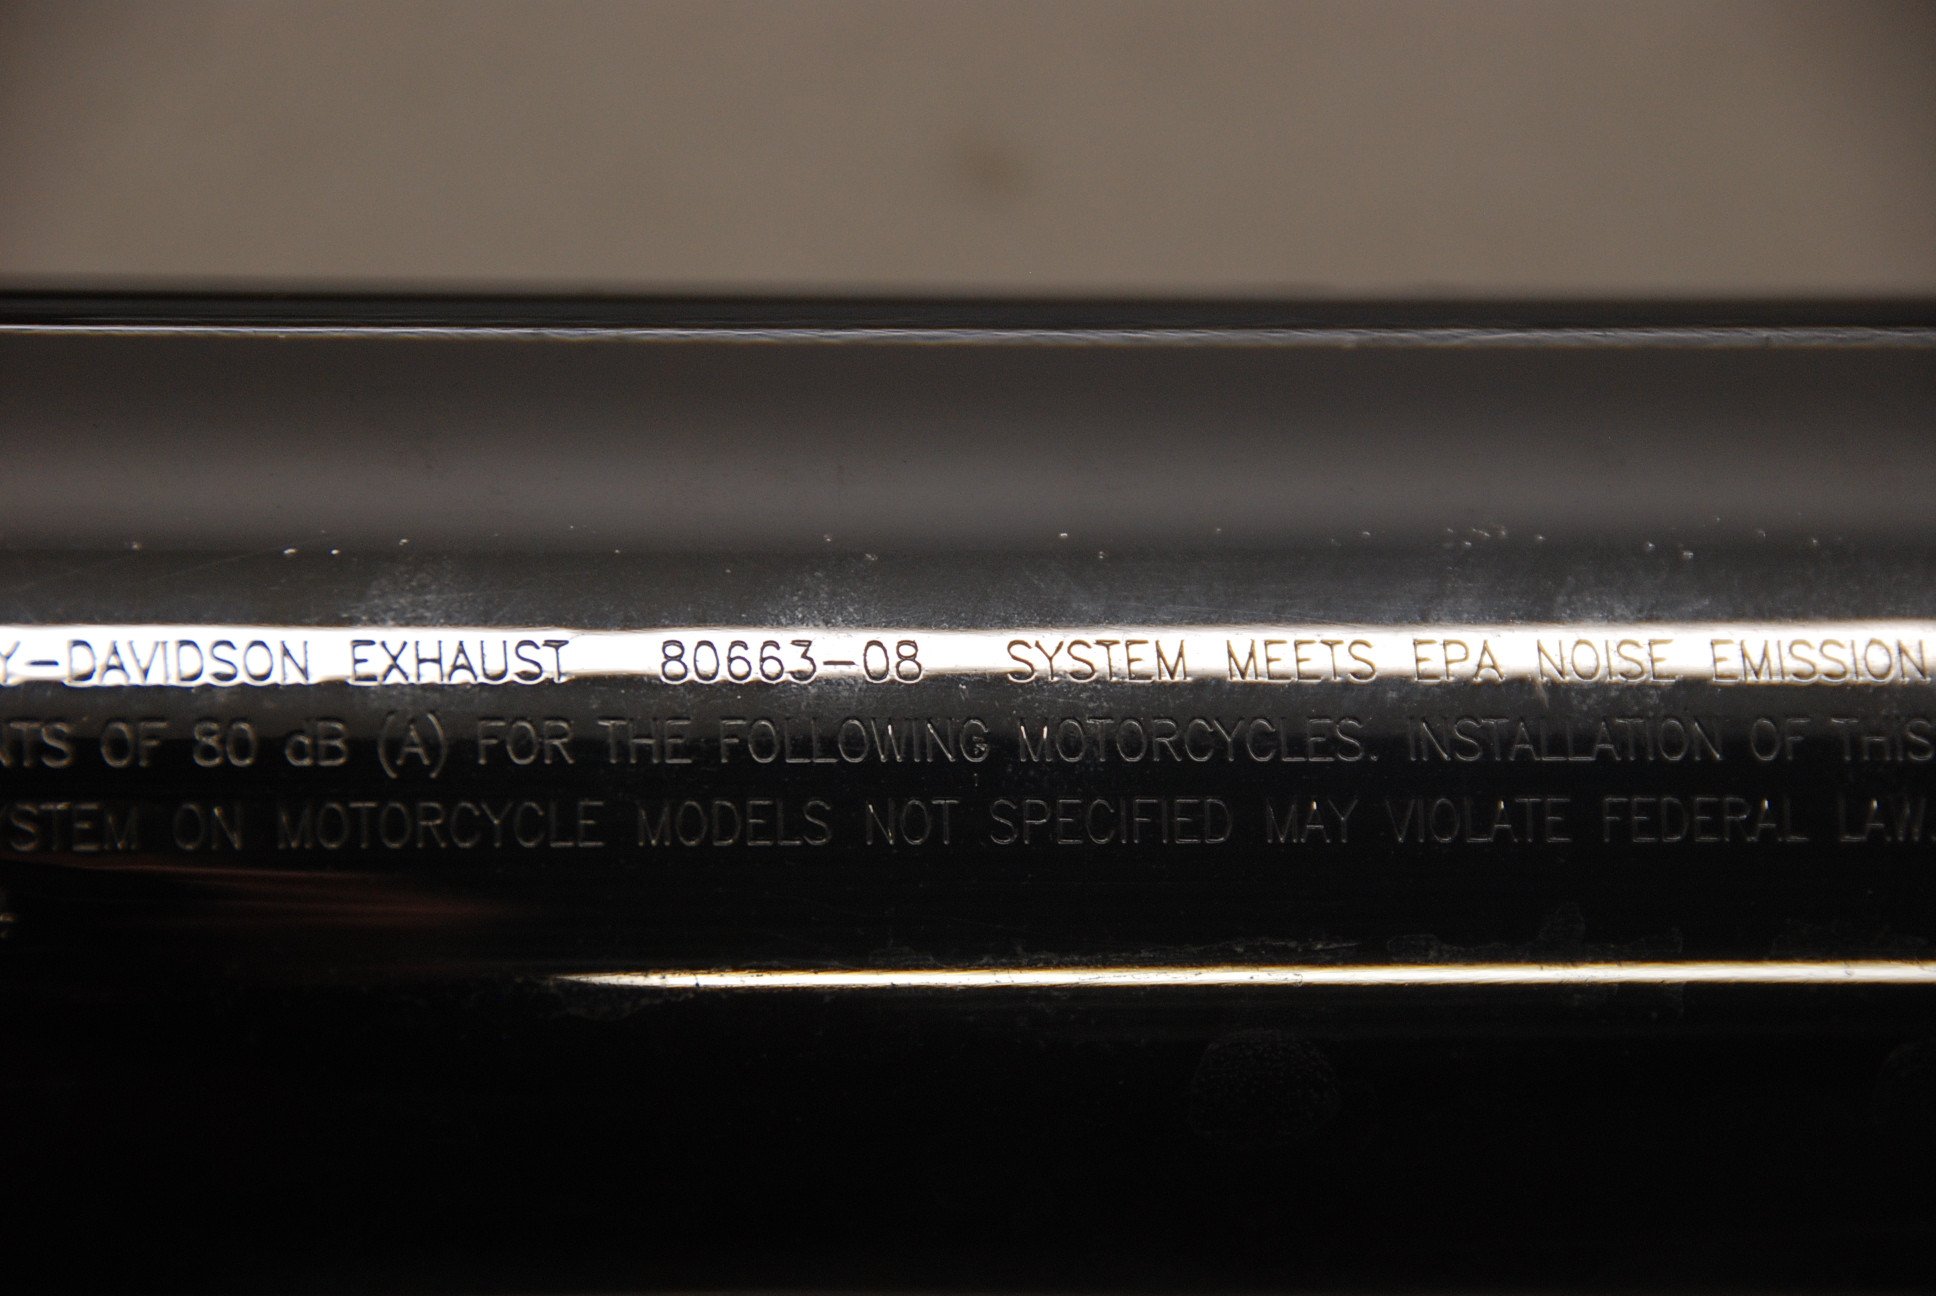 Y-DAVIDSON EXHAUST 80663-08 SYSTEM MEETS EPA NOISE EMISSION
NTS OF 80 dB (A) FOR THE FOLLOWING MOTORCYCLES. INSTALLATION OF THIS
YSTEM ON MOTORCYCLE MODELS NOT SPECIFIED MAY VIOLATE FEDERAL LAW.